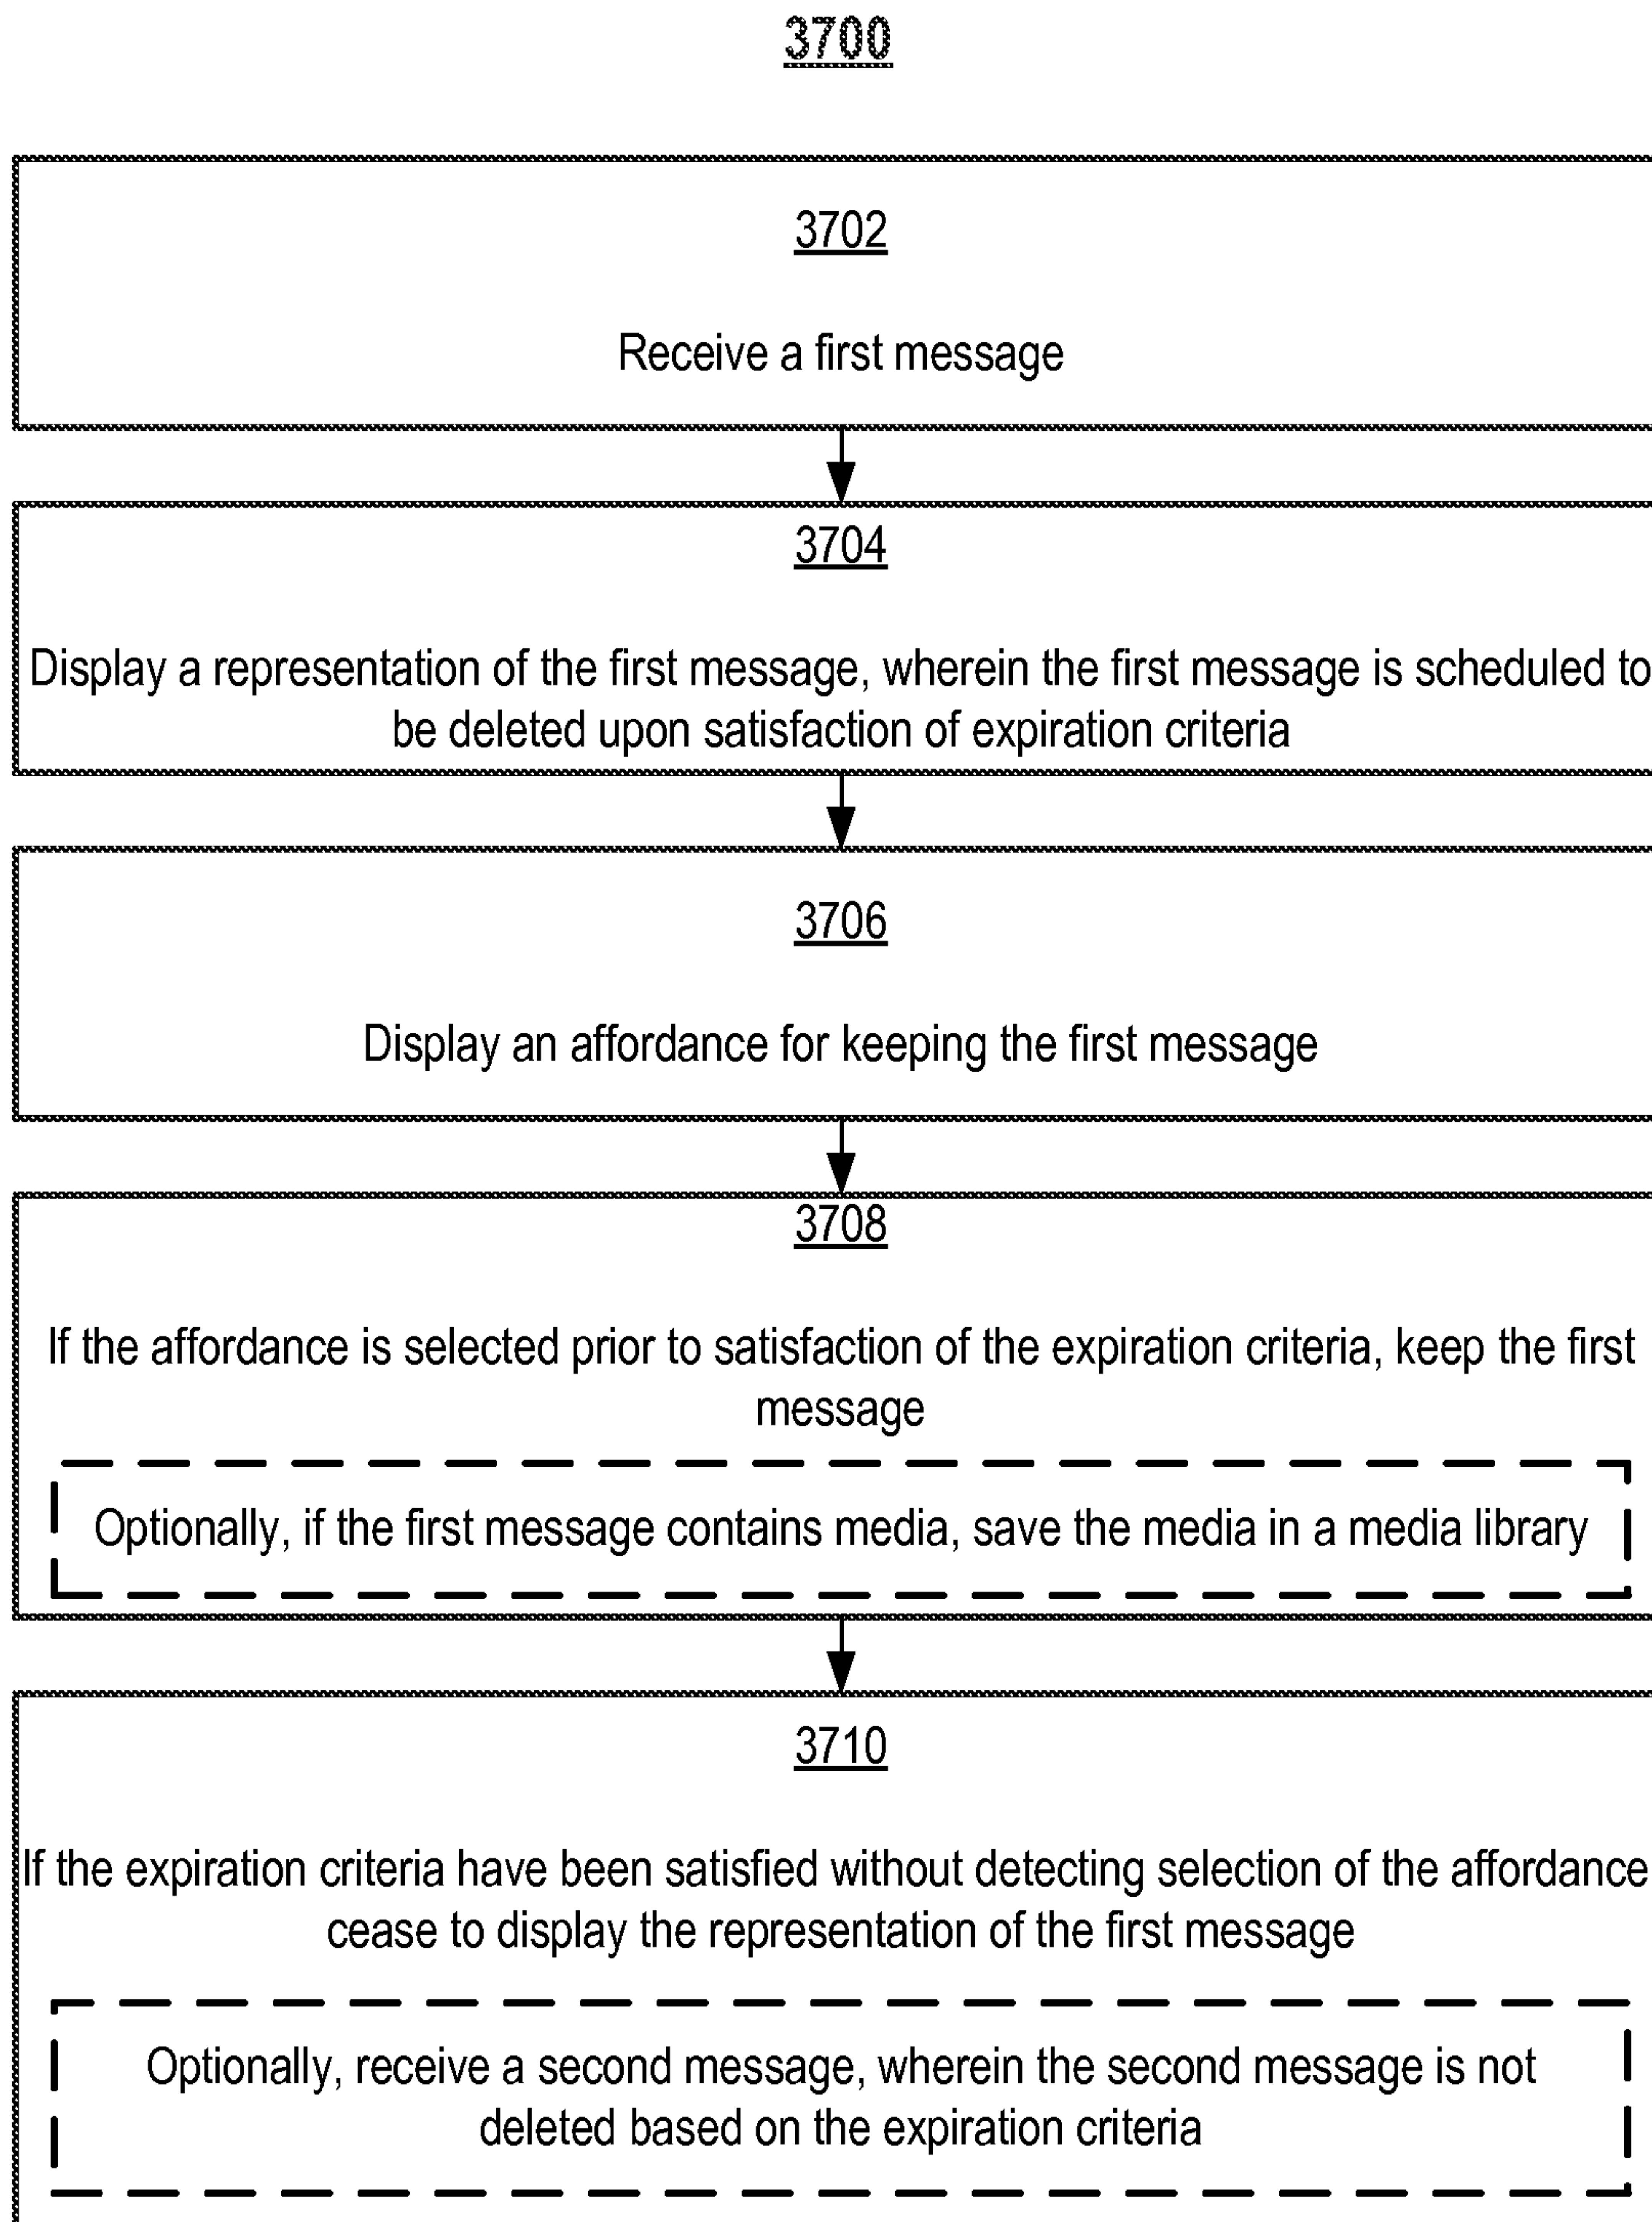 3700
3702
Receive a first message
3704
Display a representation of the first message, wherein the first message is scheduled to
be deleted upon satisfaction of expiration criteria
3706
Display an affordance for keeping the first message
3708
If the affordance is selected prior to satisfaction of the expiration criteria, keep the first
message
Optionally, if the first message contains media, save the media in a media library
3710
If the expiration criteria have been satisfied without detecting selection of the affordance
cease to display the representation of the first message
Optionally, receive a second message, wherein the second message is not
deleted based on the expiration criteria